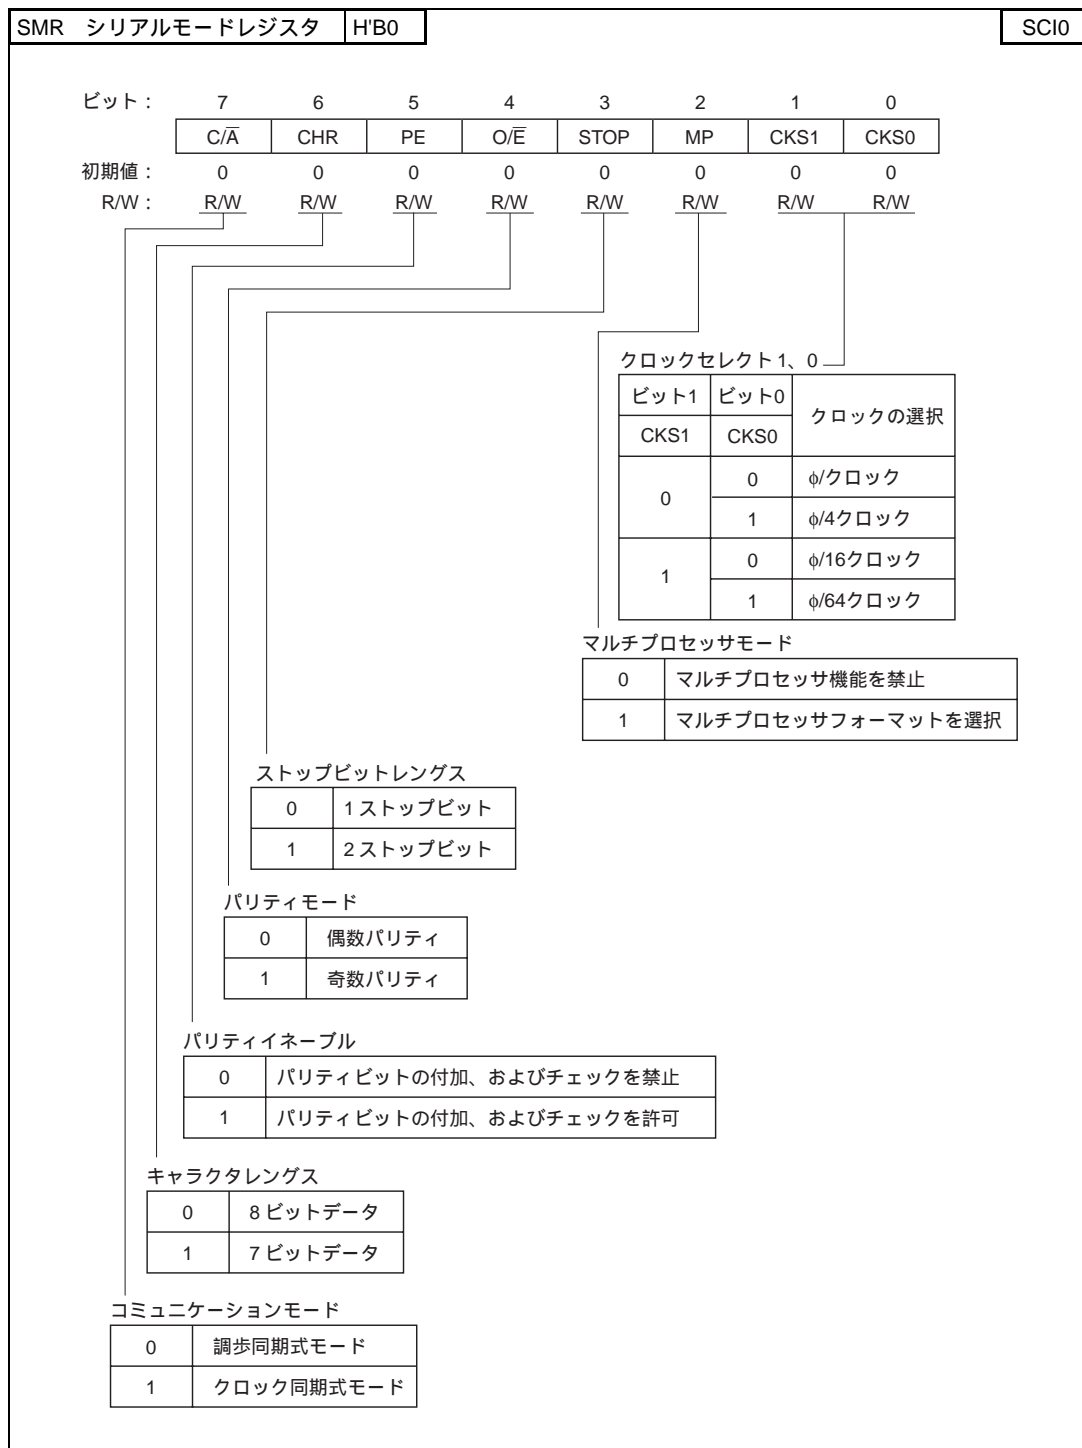 SMR シリアルモードレジスタ H'B0 SCI0
ビット： 7 6 5 4 3 2 1 0
C/A̅ CHR PE O/E̅ STOP MP CKS1 CKS0
初期値： 0 0 0 0 0 0 0 0
R/W： R/W R/W R/W R/W R/W R/W R/W R/W
クロックセレクト1、0
ビット1 ビット0 クロックの選択
CKS1 CKS0
0 0 φ/クロック
1 φ/4クロック
1 0 φ/16クロック
1 φ/64クロック
マルチプロセッサモード
0 マルチプロセッサ機能を禁止
1 マルチプロセッサフォーマットを選択
ストップビットレングス
0 1ストップビット
1 2ストップビット
パリティモード
0 偶数パリティ
1 奇数パリティ
パリティイネーブル
0 パリティビットの付加、およびチェックを禁止
1 パリティビットの付加、およびチェックを許可
キャラクタレングス
0 8ビットデータ
1 7ビットデータ
コミュニケーションモード
0 調歩同期式モード
1 クロック同期式モード